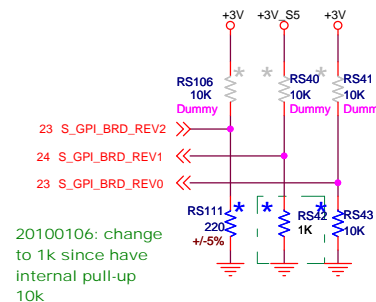 +3V +3V_S5 +3V
RS106 RS40 RS41
10K 10K 10K
Dummy Dummy Dumm
23 S_GPI_BRD_REV2
24 S_GPI_BRD_REV1
23 S_GPI_BRD_REV0
RS111 RS42 RS43
220 1K 10K
+/-5%
20100106: change
to 1k since have
internal pull-up
10k